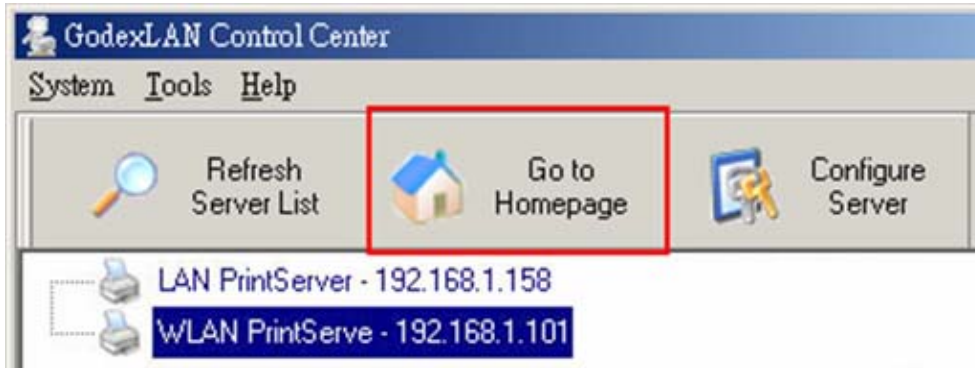 GodexLAN Control Center
System Tools Help
Refresh
Server List
Go to
Homepage
Configure
Server
LAN PrintServer - 192.168.1.158
WLAN PrintServe - 192.168.1.101